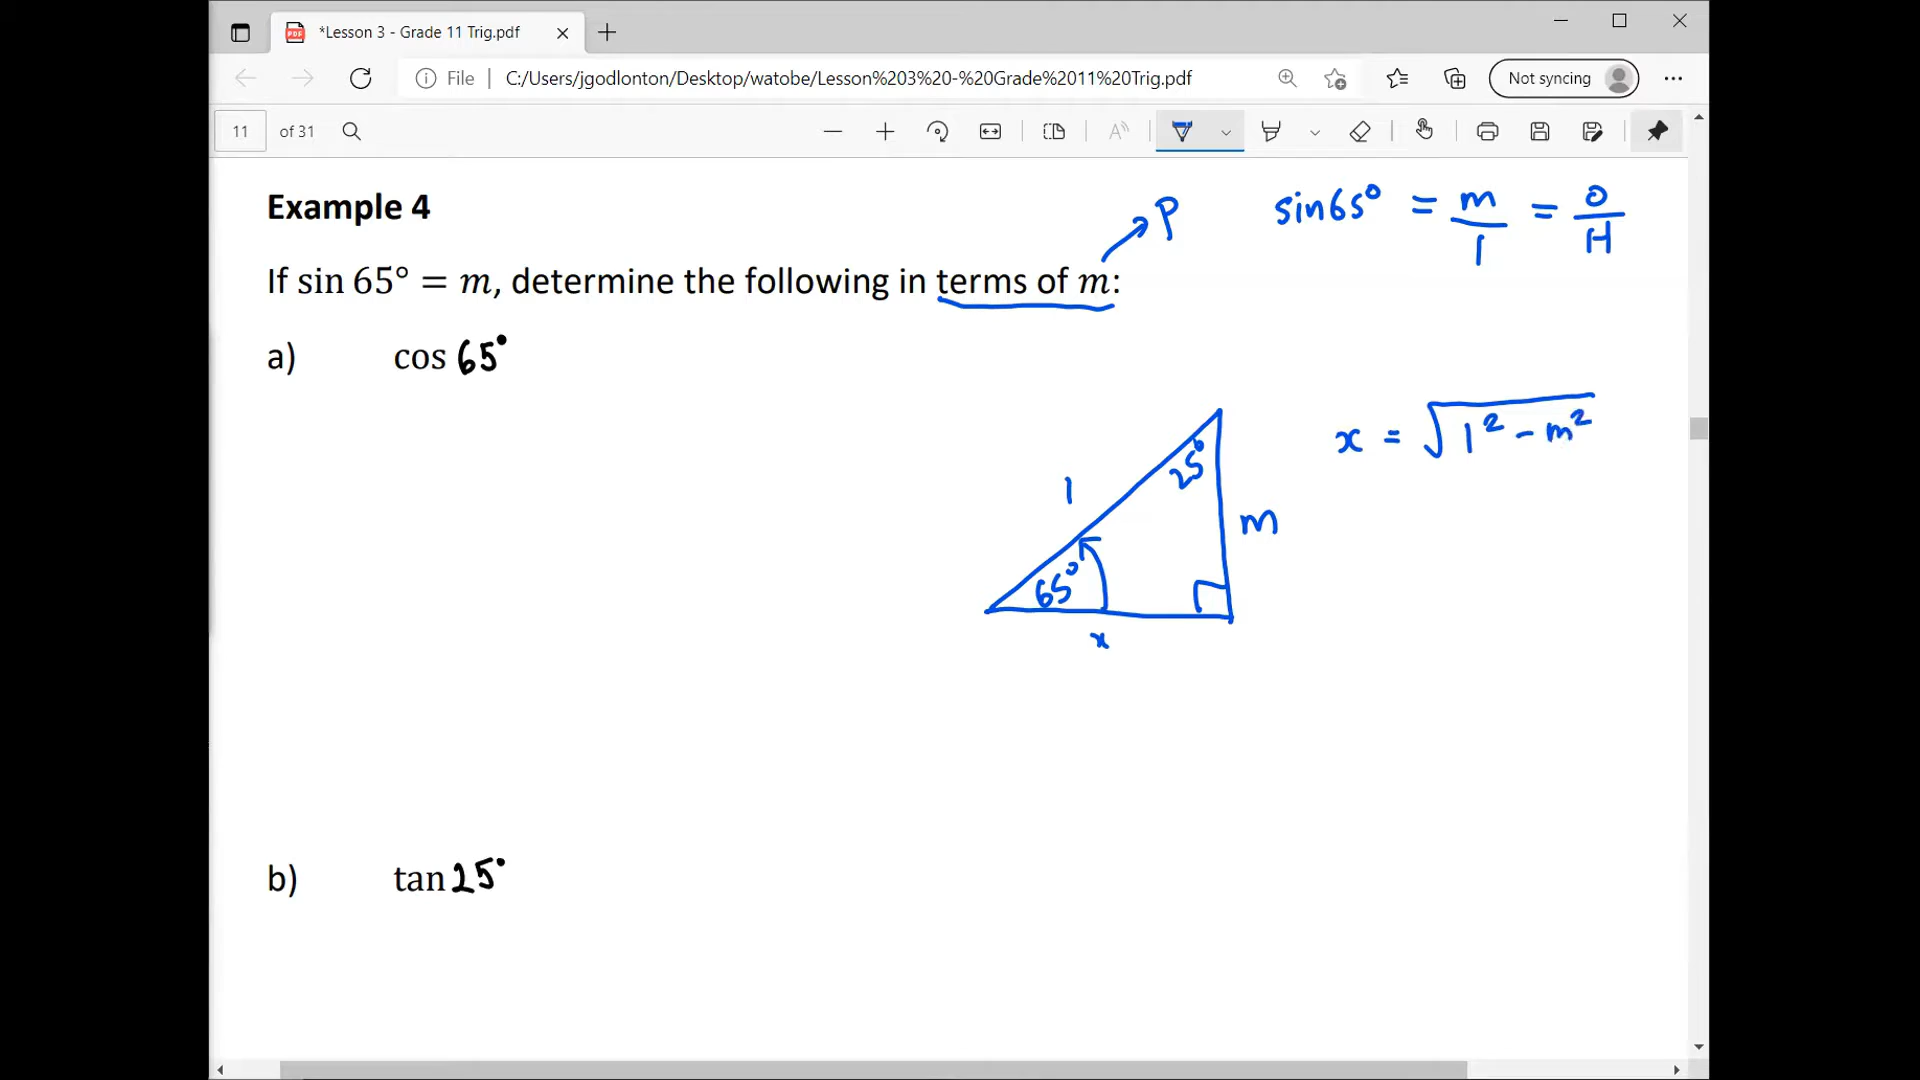 *Lesson 3 - Grade 11 Trig.pdf
File | C:/Users/jgodlonton/Desktop/watobe/Lesson%203%20-%20Grade%2011%20Trig.pdf
Not syncing
11 of 31
Example 4
P
sin65° = m/1 = O/H
If sin 65° = m, determine the following in terms of m:
a) cos 65°
x = √1² - m²
25°
1
m
65°
x
b) tan 25°